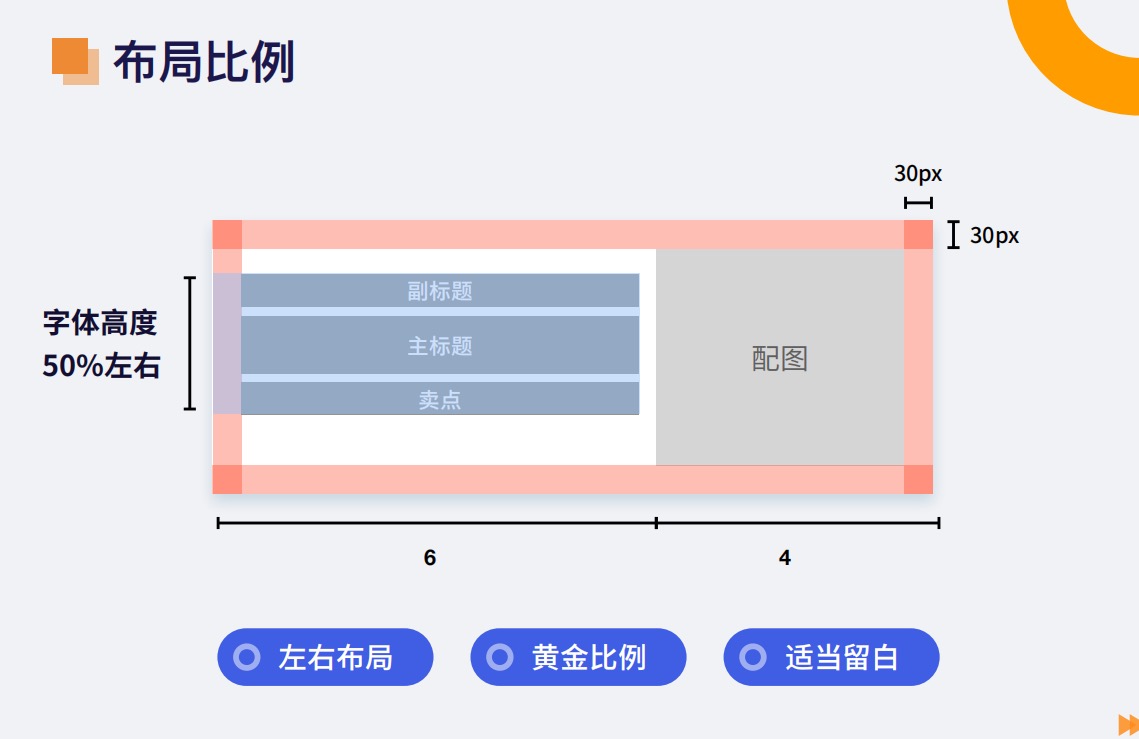 布局比例
30px
30px
副标题
主标题
卖点
配图
字体高度
50%左右
6
4
左右布局
黄金比例
适当留白